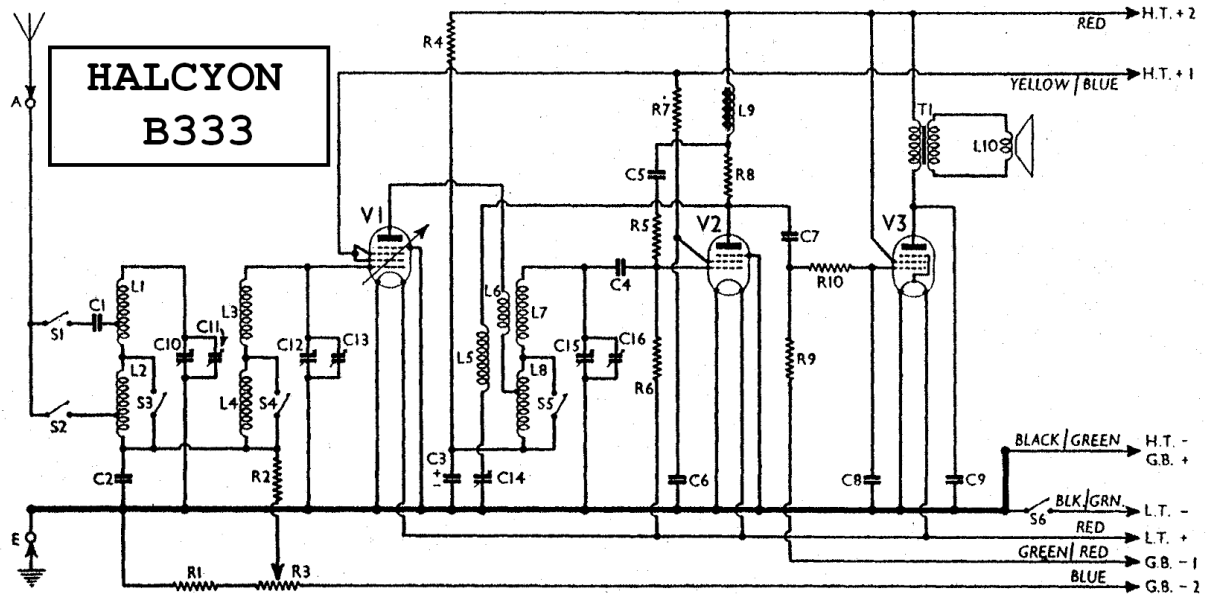 HALCYON
B333
A
E
R4
H.T. + 2
RED
H.T. + 1
YELLOW / BLUE
R7
L9
T1
L10
C5
R8
V1
R5
V2
C7
V3
L1
L3
L6
L7
C4
R10
C1
S1
C10
C11
C12
C13
L5
C15
C16
R9
L2
L8
R6
S3
L4
S4
S5
S2
BLACK/GREEN
H.T. -
G.B. +
C2
R2
C3
+
-
C14
C6
C8
C9
BLK/GRN
L.T. -
S6
RED
L.T. +
GREEN/RED
G.B. - 1
BLUE
G.B. - 2
R1
R3